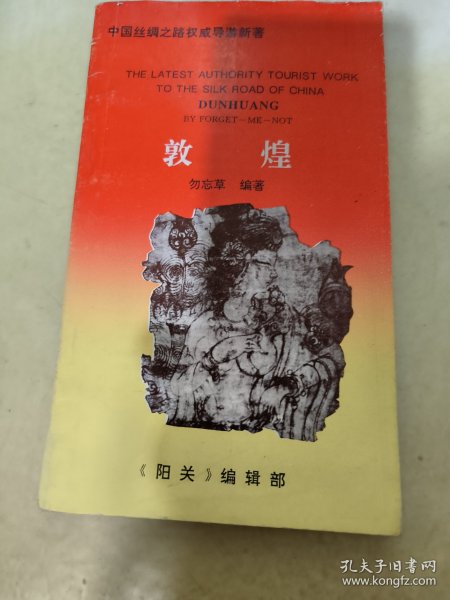 中国丝绸之路权威导游新著
THE LATEST AUTHORITY TOURIST WORK
TO THE SILK ROAD OF CHINA
DUNHUANG
BY FORGET-ME-NOT
敦煌
勿忘草 编著
《阳关》编辑部
孔夫子旧书网
www.kongfz.com